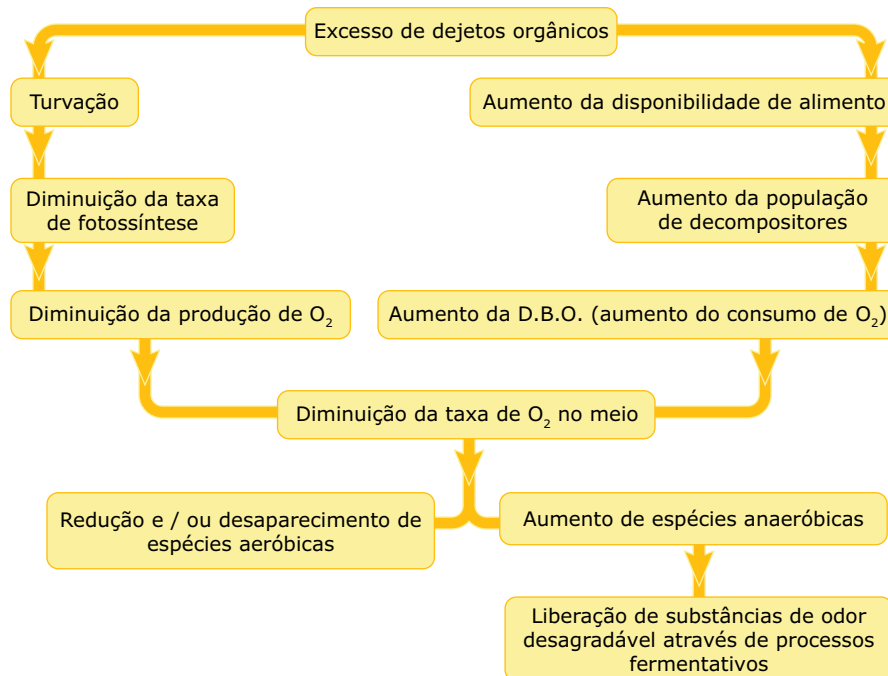 Excesso de dejetos orgânicos
Turvação
Aumento da disponibilidade de alimento
Diminuição da taxa
de fotossíntese
Aumento da população
de decompositores
Diminuição da produção de O₂
Aumento da D.B.O. (aumento do consumo de O₂)
Diminuição da taxa de O₂ no meio
Redução e / ou desaparecimento de
espécies aeróbicas
Aumento de espécies anaeróbicas
Liberação de substâncias de odor
desagradável através de processos
fermentativos